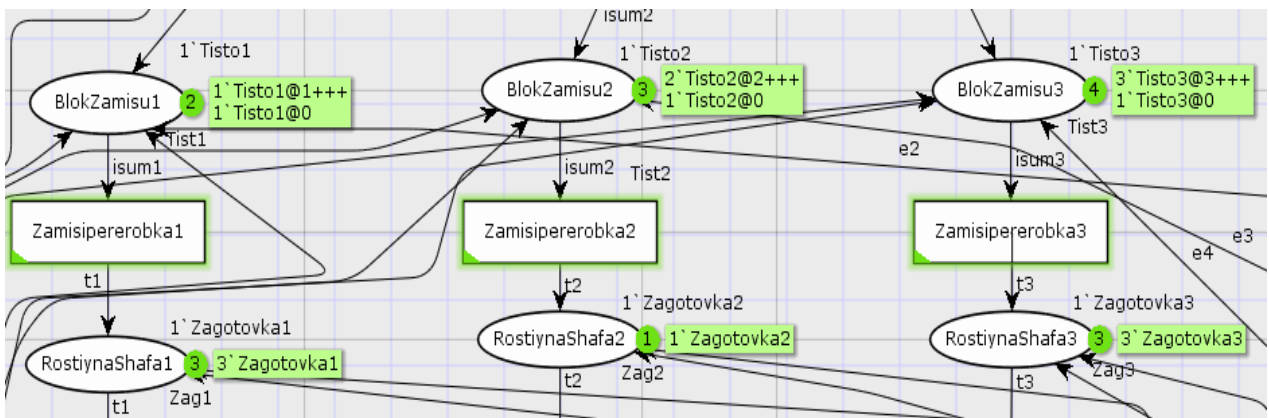 isum2
1`Tisto1
1`Tisto2
1`Tisto3
BlokZamisu1
2
1`Tisto1@1+++
1`Tisto1@0
BlokZamisu2
3
2`Tisto2@2+++
1`Tisto2@0
BlokZamisu3
4
3`Tisto3@3+++
1`Tisto3@0
Tist1
Tist3
e2
isum1
isum2
Tist2
isum3
Zamisipererobka1
Zamisipererobka2
Zamisipererobka3
e3
e4
t1
t2
t3
1`Zagotovka1
1`Zagotovka2
1`Zagotovka3
RostiynaShafa1
3
3`Zagotovka1
RostiynaShafa2
1
1`Zagotovka2
RostiynaShafa3
3
3`Zagotovka3
t1
Zag1
t2
Zag2
t3
Zag3